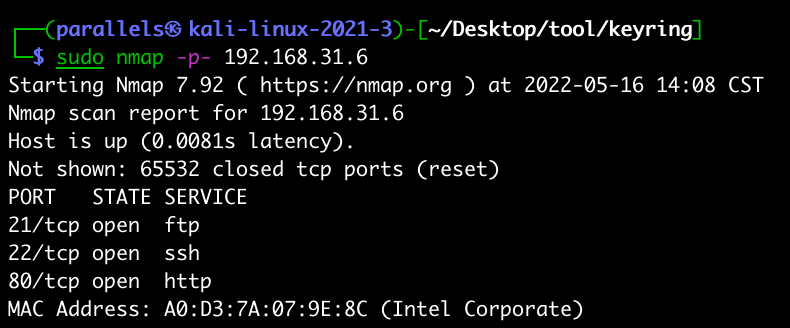 ┌──(parallels㉿kali-linux-2021-3)-[~/Desktop/tool/keyring]
└─$ sudo nmap -p- 192.168.31.6
Starting Nmap 7.92 ( https://nmap.org ) at 2022-05-16 14:08 CST
Nmap scan report for 192.168.31.6
Host is up (0.0081s latency).
Not shown: 65532 closed tcp ports (reset)
PORT   STATE SERVICE
21/tcp open  ftp
22/tcp open  ssh
80/tcp open  http
MAC Address: A0:D3:7A:07:9E:8C (Intel Corporate)